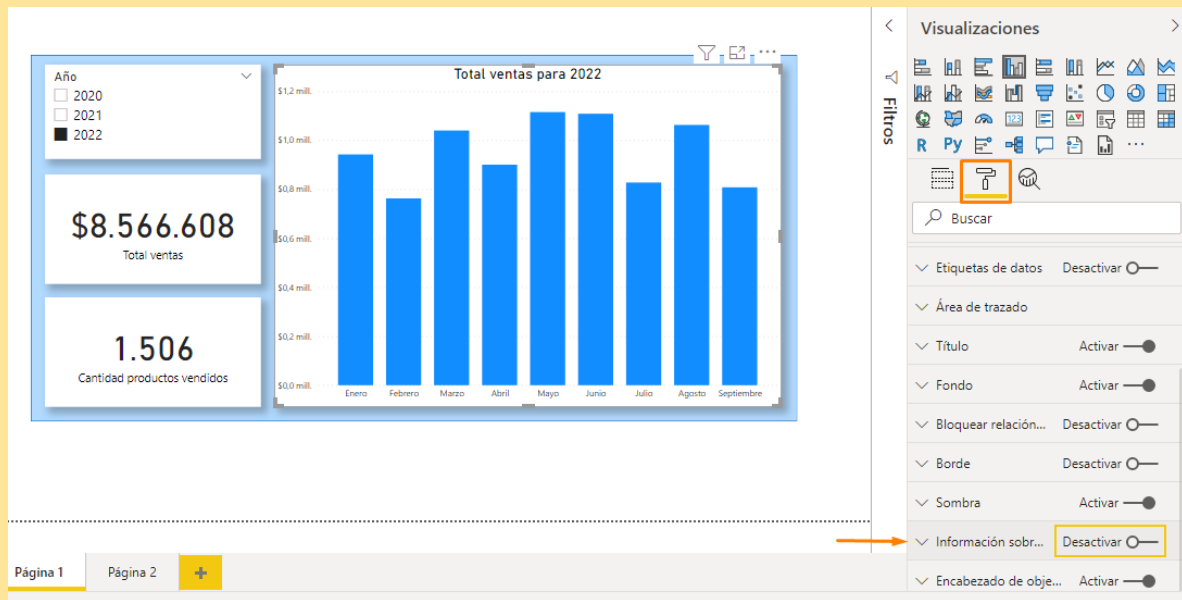 Año
2020
2021
2022
$8.566.608
Total ventas
1.506
Cantidad productos vendidos
Total ventas para 2022
$1,2 mill.
$1,0 mill.
$0,8 mill.
$0,6 mill.
$0,4 mill.
$0,2 mill.
$0,0 mill.
Enero Febrero Marzo Abril Mayo Junio Julio Agosto Septiembre
Filtros
Visualizaciones
123
R Py
Buscar
Etiquetas de datos Desactivar
Área de trazado
Título Activar
Fondo Activar
Bloquear relación... Desactivar
Borde Desactivar
Sombra Activar
Información sobr... Desactivar
Encabezado de obje... Activar
Página 1 Página 2 +